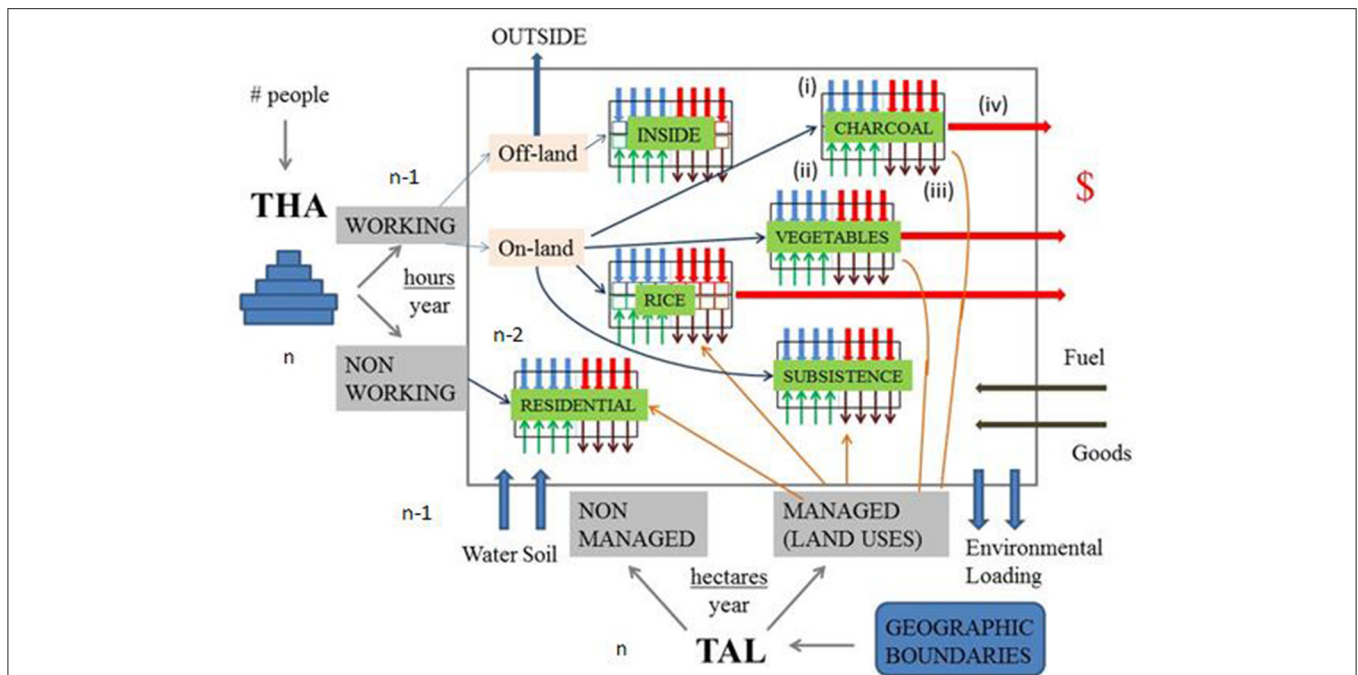 OUTSIDE
# people
(i)
(iv)
INSIDE
CHARCOAL
Off-land
n-1
(ii)
(iii)
$
THA
WORKING
VEGETABLES
On-land
hours
year
RICE
n-2
n
NON
WORKING
Fuel
SUBSISTENCE
RESIDENTIAL
Goods
n-1
NON
MANAGED
MANAGED
(LAND USES)
Water Soil
Environmental
Loading
hectares
year
n
TAL
GEOGRAPHIC
BOUNDARIES